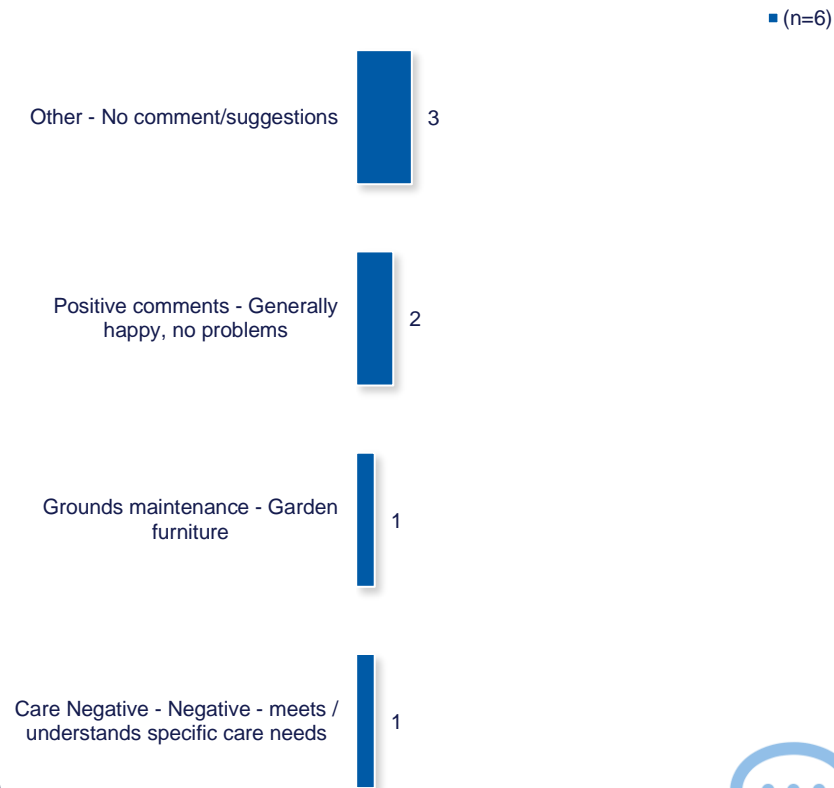 (n=6)
Other - No comment/suggestions
3
Positive comments - Generally
happy, no problems
2
Grounds maintenance - Garden
furniture
1
Care Negative - Negative - meets /
understands specific care needs
1